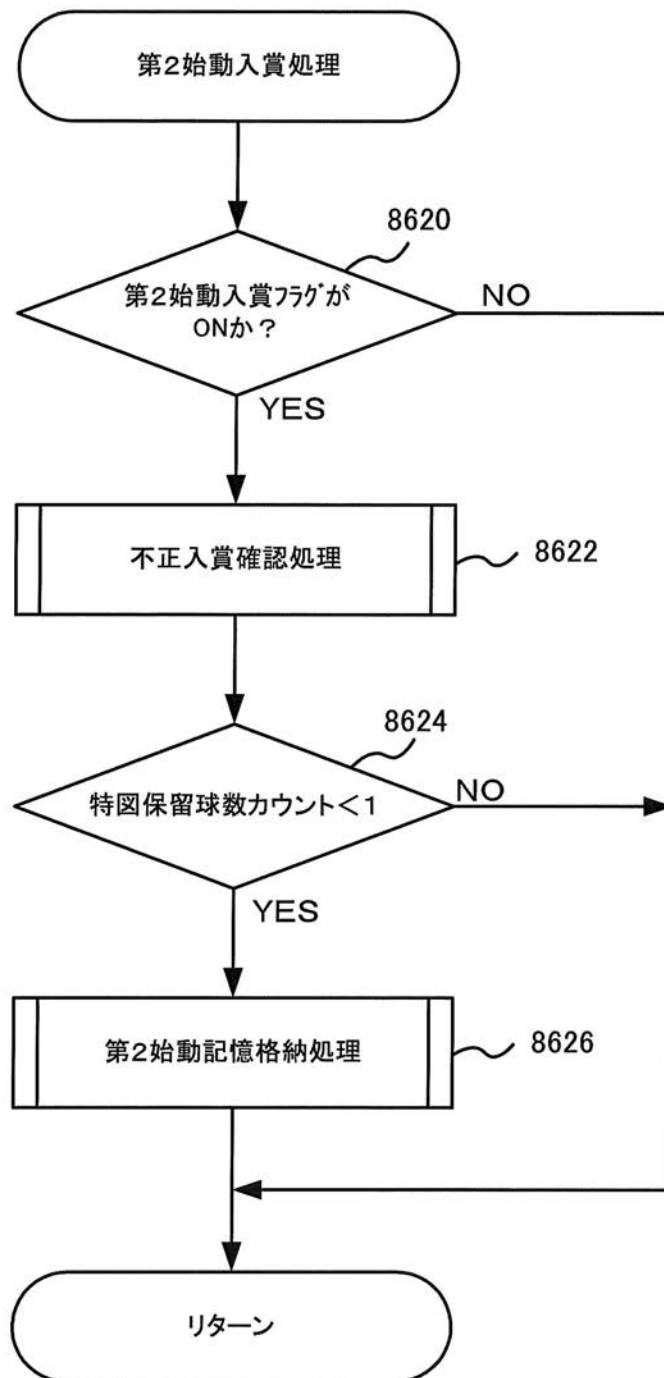 第2始動入賞処理
8620
第2始動入賞フラグが
ONか？
NO
YES
不正入賞確認処理
8622
8624
特図保留球数カウント＜1
NO
YES
第2始動記憶格納処理
8626
リターン